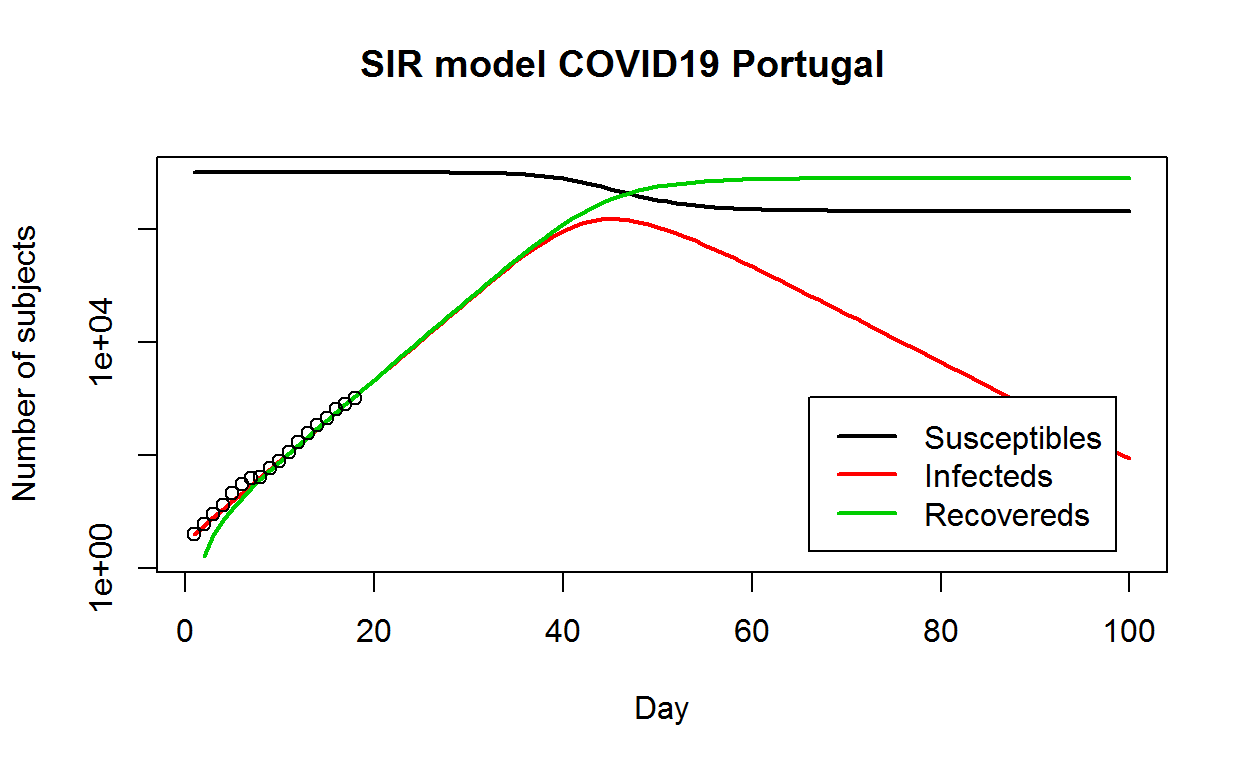 SIR model COVID19 Portugal
Number of subjects
1e+04
1e+00
Susceptibles
Infecteds
Recovereds
0 20 40 60 80 100
Day